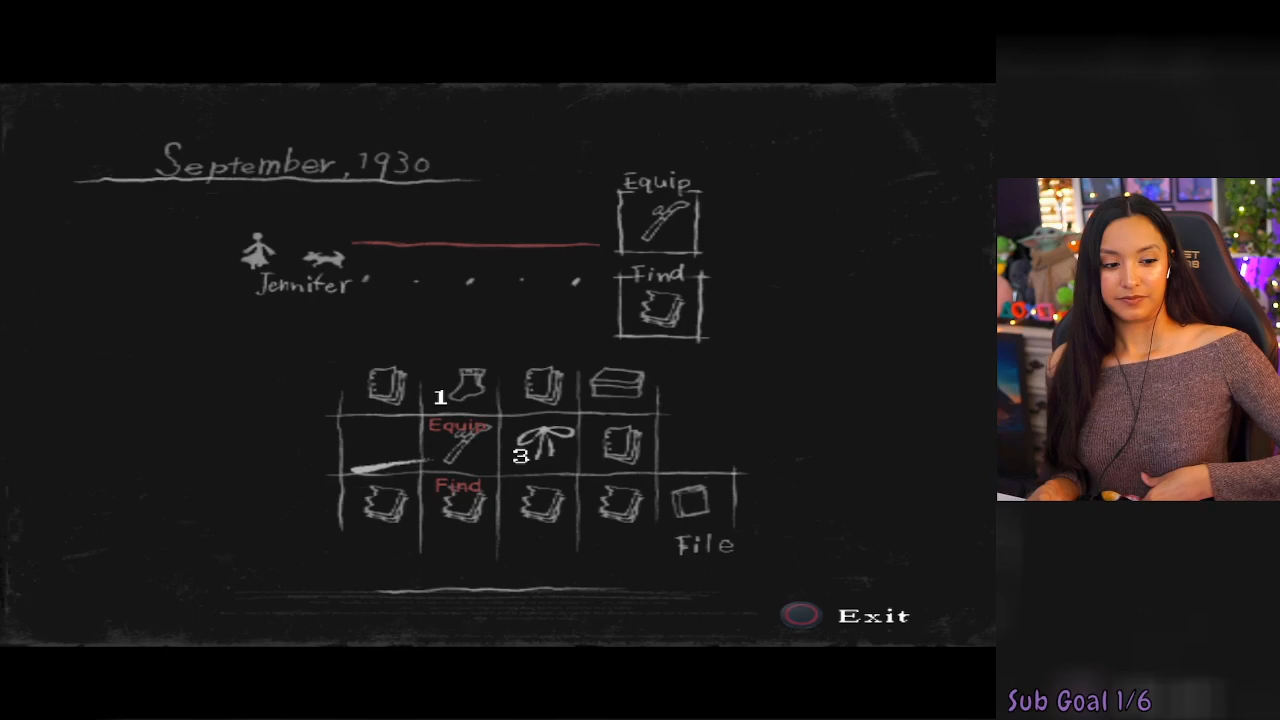 September, 1930
Equip
Jennifer
Find
1
Equip
3
Find
File
Exit
Sub Goal 1/6